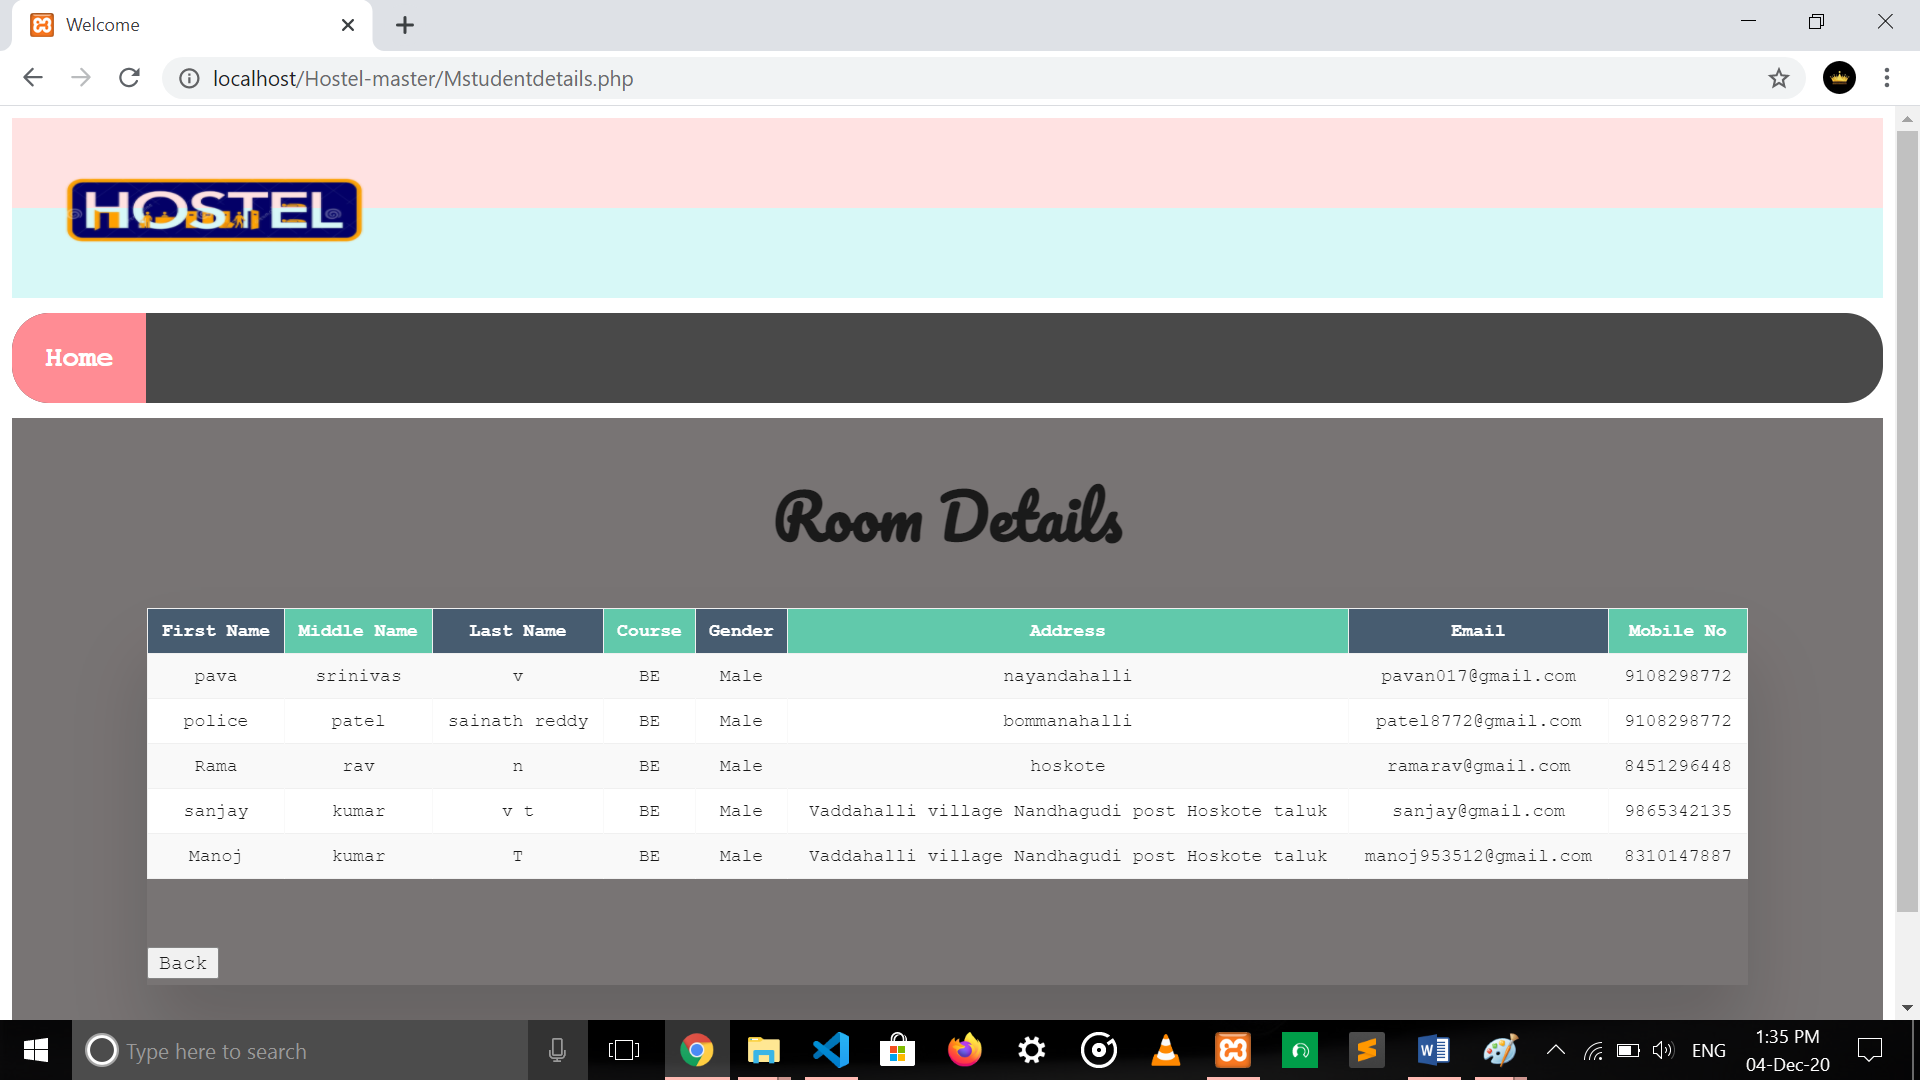 Welcome
localhost/Hostel-master/Mstudentdetails.php
HOSTEL
Home
Room Details
First Name Middle Name Last Name Course Gender Address Email Mobile No
pava srinivas v BE Male nayandahalli pavan017@gmail.com 9108298772
police patel sainath reddy BE Male bommanahalli patel8772@gmail.com 9108298772
Rama rav n BE Male hoskote ramarav@gmail.com 8451296448
sanjay kumar v t BE Male Vaddahalli village Nandhagudi post Hoskote taluk sanjay@gmail.com 9865342135
Manoj kumar T BE Male Vaddahalli village Nandhagudi post Hoskote taluk manoj953512@gmail.com 8310147887
Back
Type here to search
ENG
1:35 PM
04-Dec-20